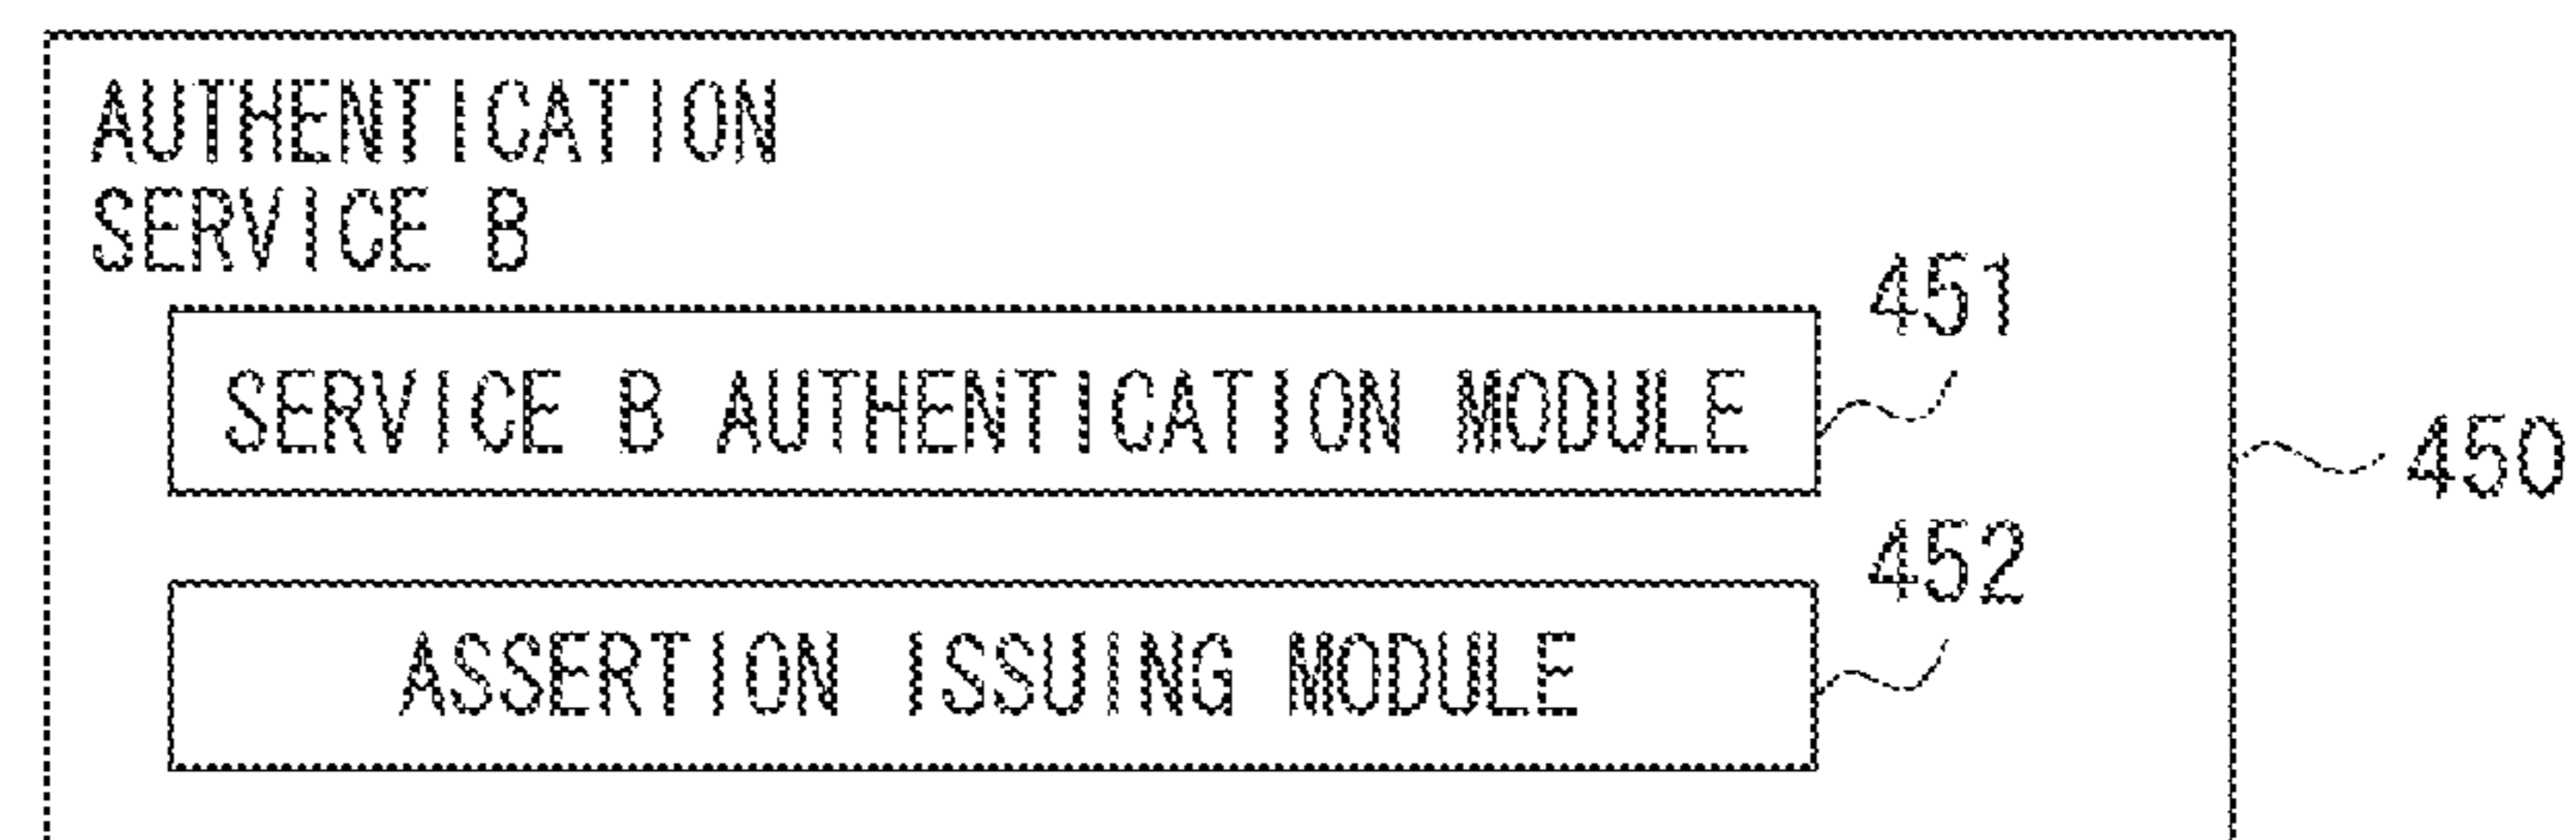 AUTHENTICATION
SERVICE B
451
SERVICE B AUTHENTICATION MODULE
450
452
ASSERTION ISSUING MODULE